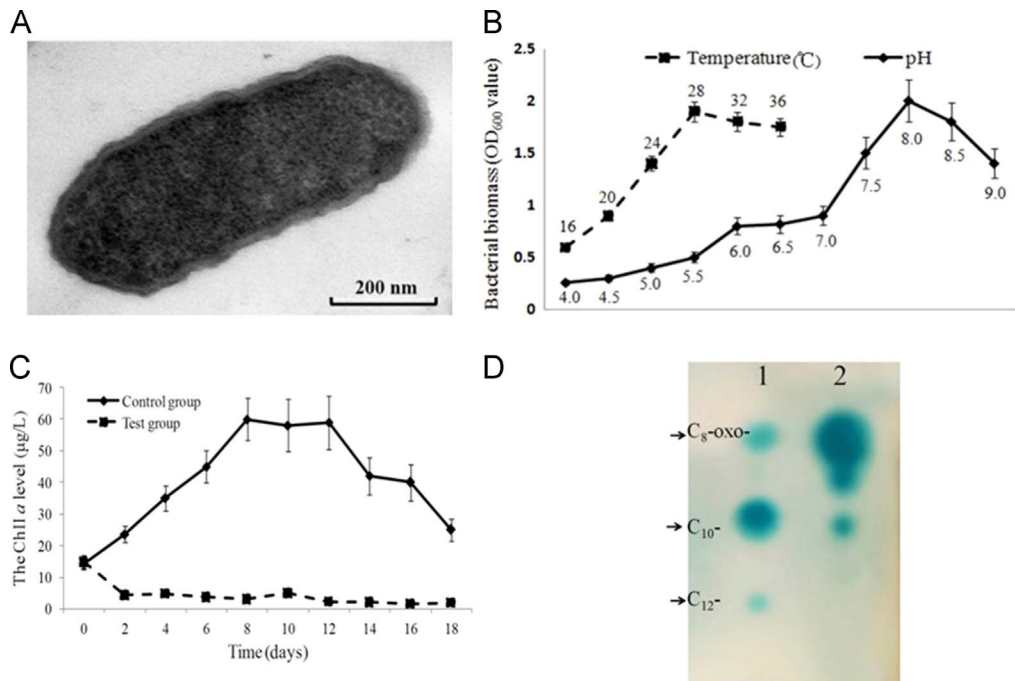 A
200 nm
B
Bacterial biomass (OD600 value)
2.5
2
1.5
1
0.5
0
Temperature(℃)
pH
16
20
24
28
32
36
4.0
4.5
5.0
5.5
6.0
6.5
7.0
7.5
8.0
8.5
9.0
C
The Chll a level (μg/L)
70
60
50
40
30
20
10
0
Control group
Test group
0 2 4 6 8 10 12 14 16 18
Time (days)
D
1 2
C8-oxo-
C10-
C12-